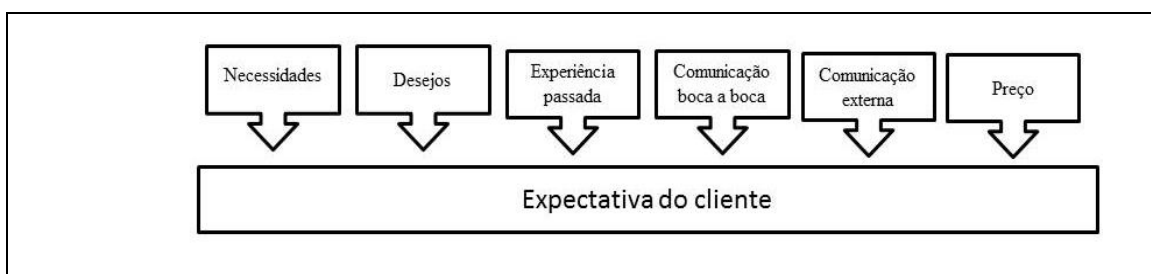 Necessidades
Desejos
Experiência
passada
Comunicação
boca a boca
Comunicação
externa
Preço
Expectativa do cliente